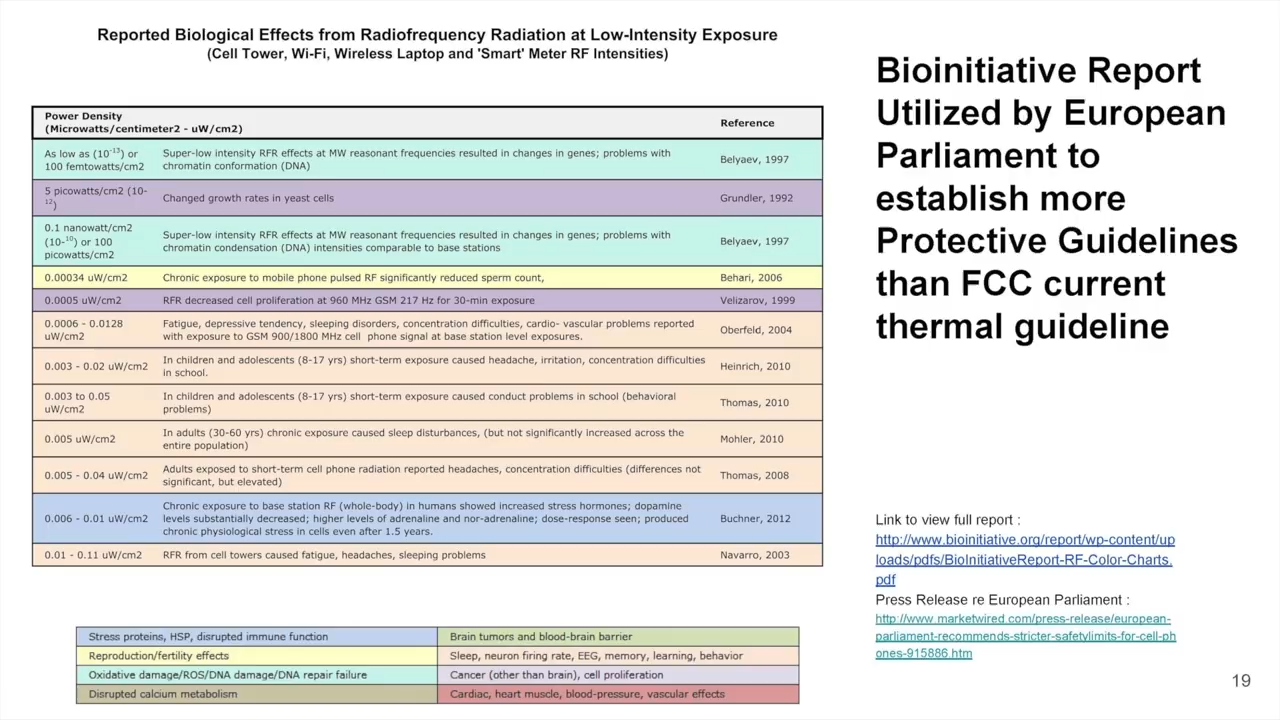 Reported Biological Effects from Radiofrequency Radiation at Low-Intensity Exposure
(Cell Tower, Wi-Fi, Wireless Laptop and 'Smart' Meter RF Intensities)
Power Density
(Microwatts/centimeter2 - uW/cm2)
Reference
As low as (10-13) or
100 femtowatts/cm2
Super-low intensity RFR effects at MW reasonant frequencies resulted in changes in genes; problems with
chromatin conformation (DNA)
Belyaev, 1997
5 picowatts/cm2 (10-
12)
Changed growth rates in yeast cells
Grundler, 1992
0.1 nanowatt/cm2
(10-10) or 100
picowatts/cm2
Super-low intensity RFR effects at MW reasonant frequencies resulted in changes in genes; problems with
chromatin condensation (DNA) intensities comparable to base stations
Belyaev, 1997
0.00034 uW/cm2
Chronic exposure to mobile phone pulsed RF significantly reduced sperm count,
Behari, 2006
0.0005 uW/cm2
RFR decreased cell proliferation at 960 MHz GSM 217 Hz for 30-min exposure
Velizarov, 1999
0.0006 - 0.0128
uW/cm2
Fatigue, depressive tendency, sleeping disorders, concentration difficulties, cardio- vascular problems reported
with exposure to GSM 900/1800 MHz cell phone signal at base station level exposures.
Oberfeld, 2004
0.003 - 0.02 uW/cm2
In children and adolescents (8-17 yrs) short-term exposure caused headache, irritation, concentration difficulties
in school.
Heinrich, 2010
0.003 to 0.05
uW/cm2
In children and adolescents (8-17 yrs) short-term exposure caused conduct problems in school (behavioral
problems)
Thomas, 2010
0.005 uW/cm2
In adults (30-60 yrs) chronic exposure caused sleep disturbances, (but not significantly increased across the
entire population)
Mohler, 2010
0.005 - 0.04 uW/cm2
Adults exposed to short-term cell phone radiation reported headaches, concentration difficulties (differences not
significant, but elevated)
Thomas, 2008
0.006 - 0.01 uW/cm2
Chronic exposure to base station RF (whole-body) in humans showed increased stress hormones; dopamine
levels substantially decreased; higher levels of adrenaline and nor-adrenaline; dose-response seen; produced
chronic physiological stress in cells even after 1.5 years.
Buchner, 2012
0.01 - 0.11 uW/cm2
RFR from cell towers caused fatigue, headaches, sleeping problems
Navarro, 2003
Stress proteins, HSP, disrupted immune function
Brain tumors and blood-brain barrier
Reproduction/fertility effects
Sleep, neuron firing rate, EEG, memory, learning, behavior
Oxidative damage/ROS/DNA damage/DNA repair failure
Cancer (other than brain), cell proliferation
Disrupted calcium metabolism
Cardiac, heart muscle, blood-pressure, vascular effects
Bioinitiative Report
Utilized by European
Parliament to
establish more
Protective Guidelines
than FCC current
thermal guideline
Link to view full report :
http://www.bioinitiative.org/report/wp-content/up
loads/pdfs/BioInitiativeReport-RF-Color-Charts.
pdf
Press Release re European Parliament :
http://www.marketwired.com/press-release/european-
parliament-recommends-stricter-safetylimits-for-cell-ph
ones-915886.htm
19